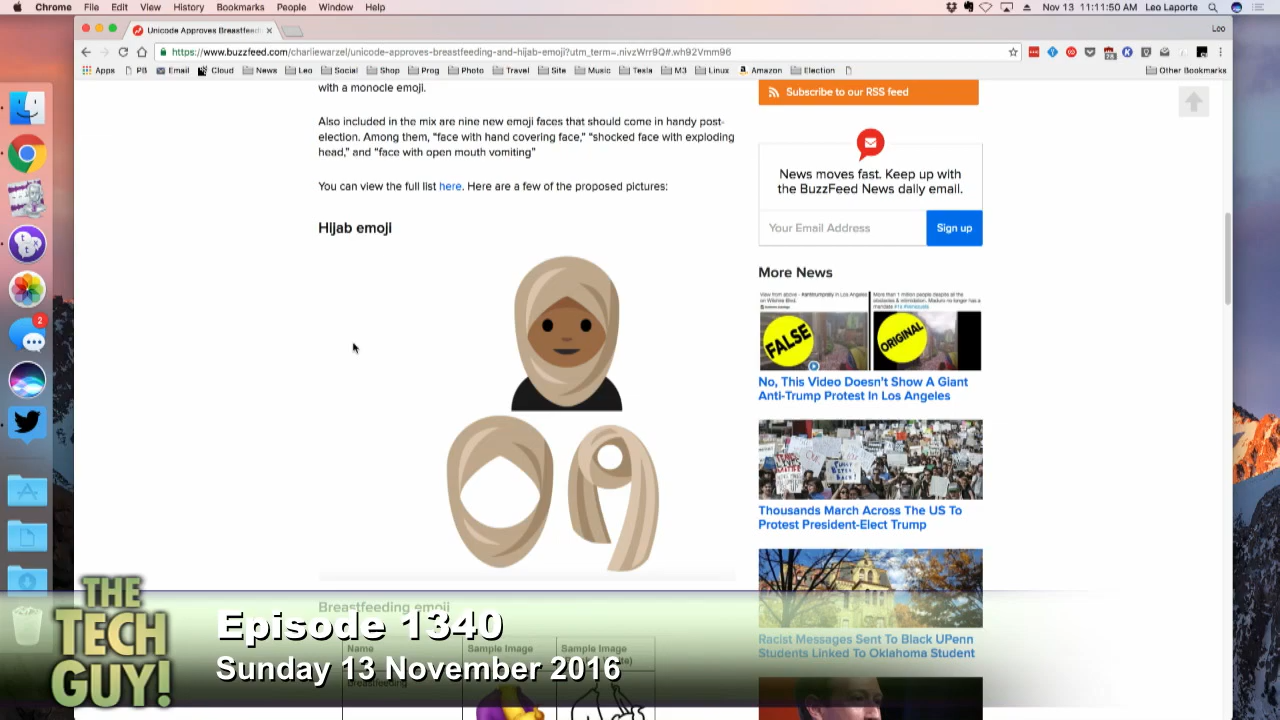 Chrome File Edit View History Bookmarks People Window Help
Nov 13 11:11:50 AM Leo Laporte
Unicode Approves Breastfeed
Leo
https://www.buzzfeed.com/charliewarzel/unicode-approves-breastfeeding-and-hijab-emoji?utm_term=.nivzWrr9Q#.wh92Vmm96
Apps PB Email Cloud News Leo Social Shop Prog Photo Travel Site Music Tesla M3 Linux Amazon Election Other Bookmarks
with a monocle emoji.
Also included in the mix are nine new emoji faces that should come in handy post-
election. Among them, “face with hand covering face,” “shocked face with exploding
head,” and “face with open mouth vomiting”
You can view the full list here. Here are a few of the proposed pictures:
Hijab emoji
Breastfeeding emoji
Name Sample Image Sample Image
Breastfeeding
Subscribe to our RSS feed
News moves fast. Keep up with
the BuzzFeed News daily email.
Your Email Address Sign up
More News
FALSE ORIGINAL
No, This Video Doesn't Show A Giant
Anti-Trump Protest In Los Angeles
Thousands March Across The US To
Protest President-Elect Trump
Racist Messages Sent To Black UPenn
Students Linked To Oklahoma Student
2
THE
TECH
GUY!
Episode 1340
Sunday 13 November 2016